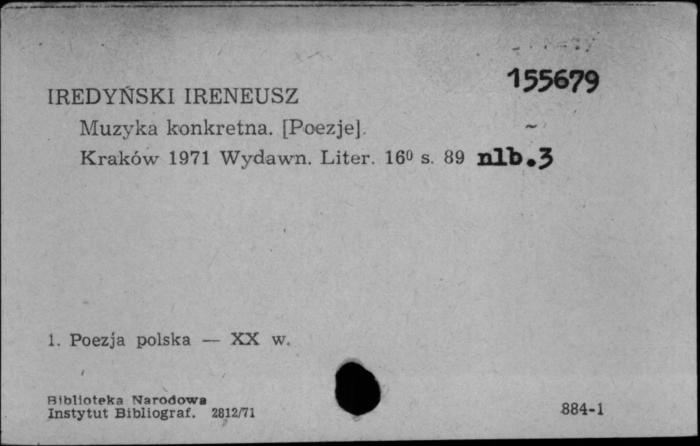 155679
IREDYŃSKI IRENEUSZ
Muzyka konkretna. [Poezje].
Kraków 1971 Wydawn. Liter. 16⁰ s. 89 nlb.3
1. Poezja polska — XX w.
Biblioteka Narodowa
Instytut Bibliograf. 2812/71
884-1